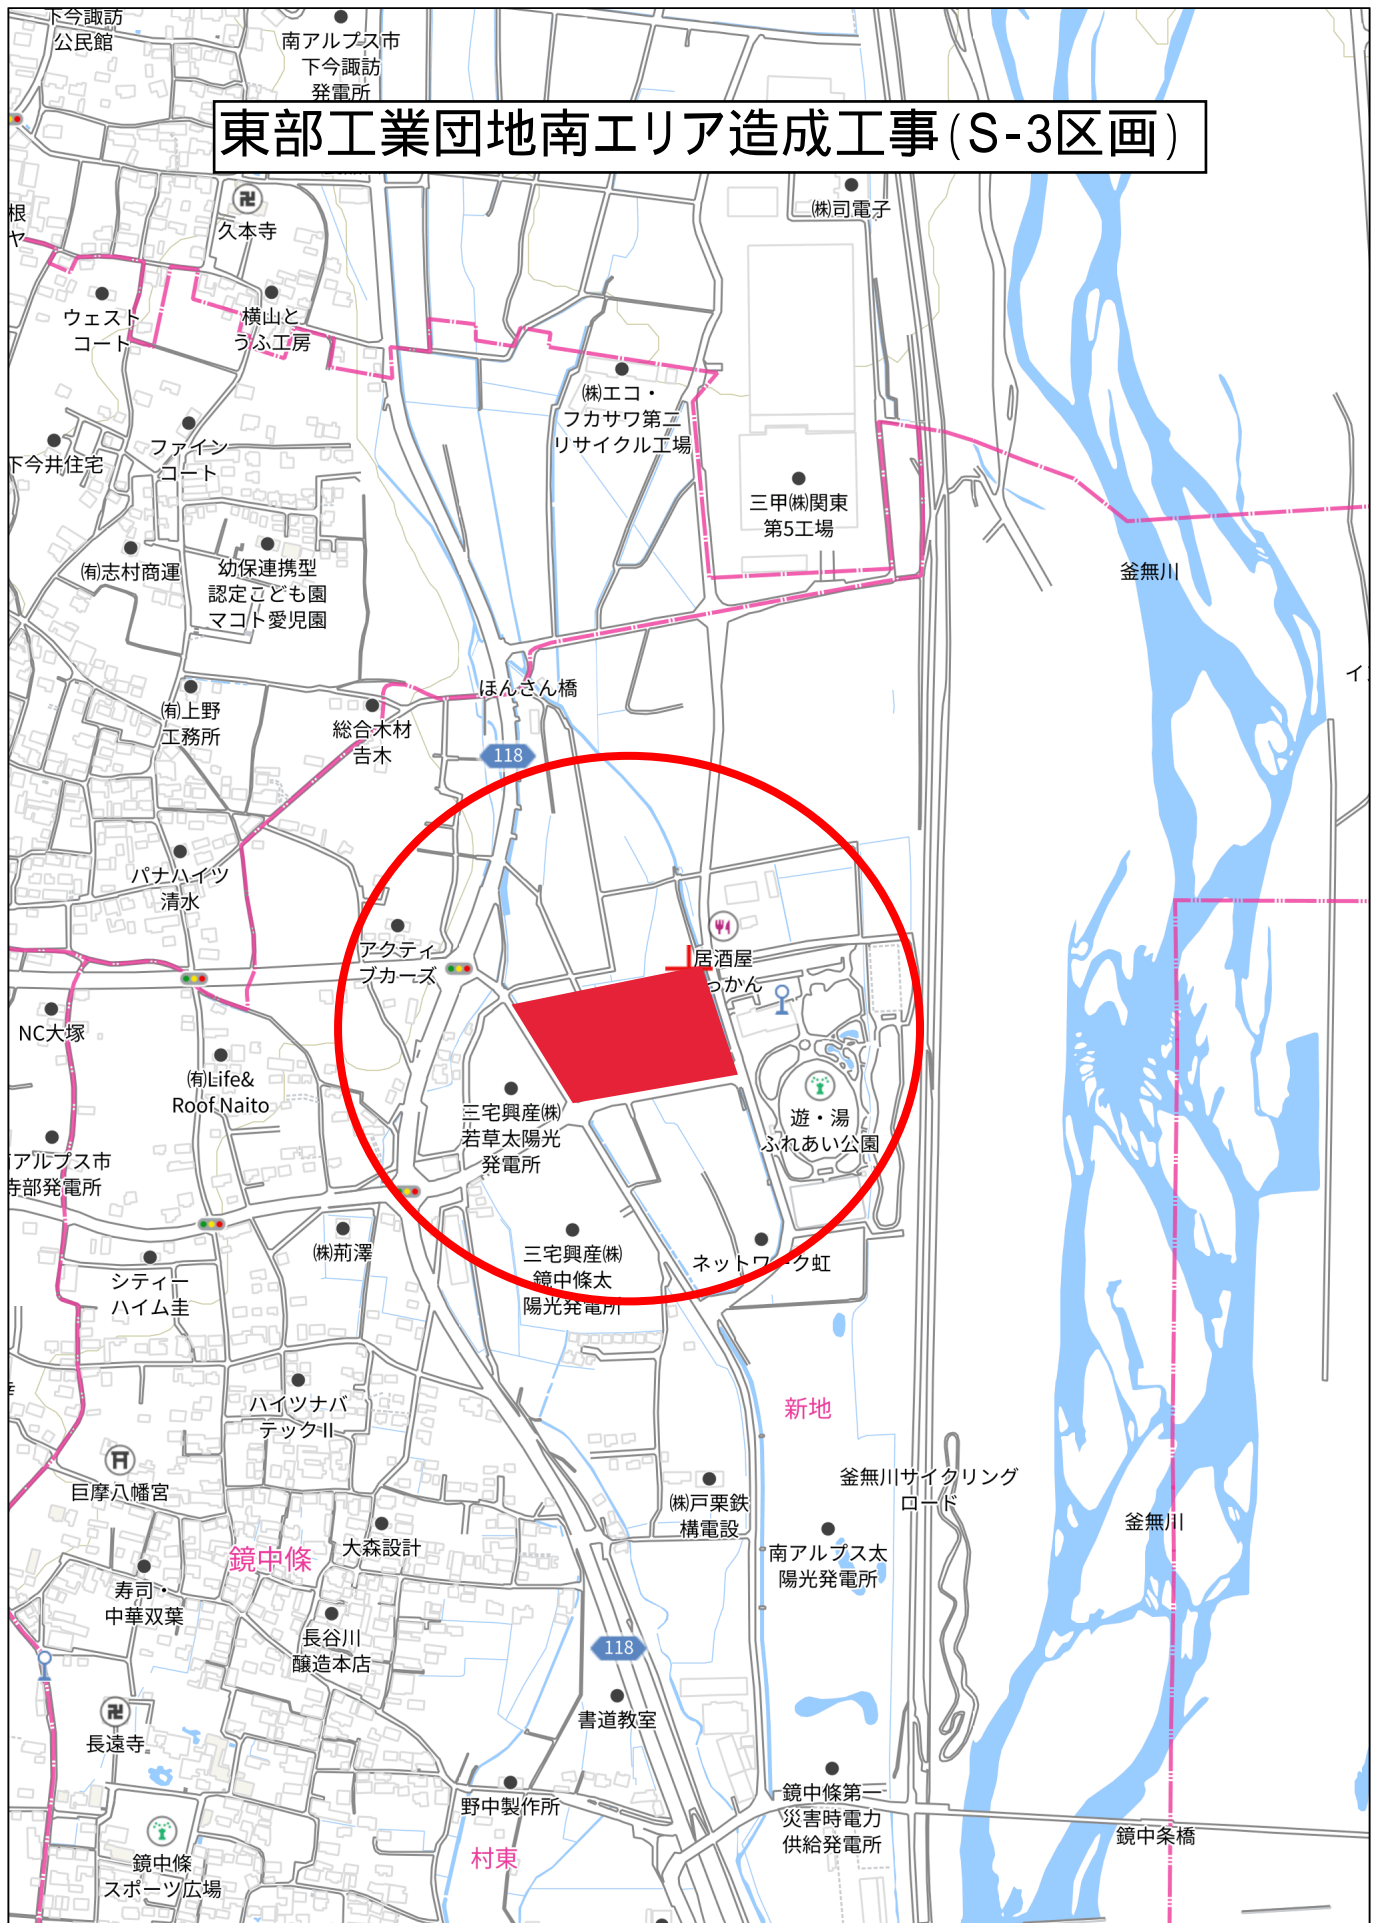 下今諏訪
公民館
南アルプス市
下今諏訪
発電所
東部工業団地南エリア造成工事(S-3区画)
㈱司電子
久本寺
根
ヤ
ウェスト
コート
横山と
うふ工房
㈱エコ・
フカサワ第二
リサイクル工場
下今井住宅
ファイン
コート
三甲㈱関東
第5工場
㈲志村商運
幼保連携型
認定こども園
マコト愛児園
釜無川
ほんさん橋
㈲上野
工務所
総合木材
吉木
118
パナハイツ
清水
アクティ
ブカーズ
居酒屋
っかん
NC大塚
㈲Life&
Roof Naito
三宅興産㈱
若草太陽光
発電所
遊・湯
ふれあい公園
アルプス市
寺部発電所
㈱荊澤
三宅興産㈱
鏡中條太
陽光発電所
ネットワーク虹
シティー
ハイム圭
ハイツナバ
テックII
新地
巨摩八幡宮
釜無川サイクリング
ロード
㈱戸栗鉄
構電設
釜無川
大森設計
鏡中條
南アルプス太
陽光発電所
寿司・
中華双葉
長谷川
醸造本店
118
書道教室
長遠寺
野中製作所
鏡中條第一
災害時電力
供給発電所
鏡中条橋
村東
鏡中條
スポーツ広場